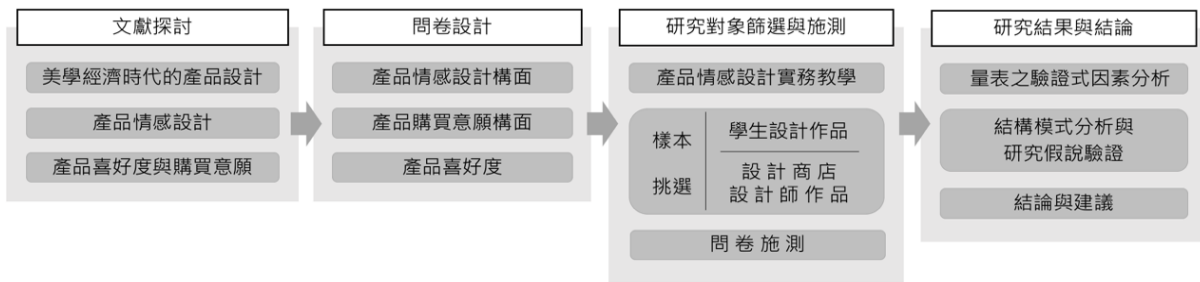 文獻探討
美學經濟時代的產品設計
產品情感設計
產品喜好度與購買意願
問卷設計
產品情感設計構面
產品購買意願構面
產品喜好度
研究對象篩選與施測
產品情感設計實務教學
樣本
挑選
學生設計作品
設計商店
設計師作品
問卷施測
研究結果與結論
量表之驗證式因素分析
結構模式分析與
研究假說驗證
結論與建議